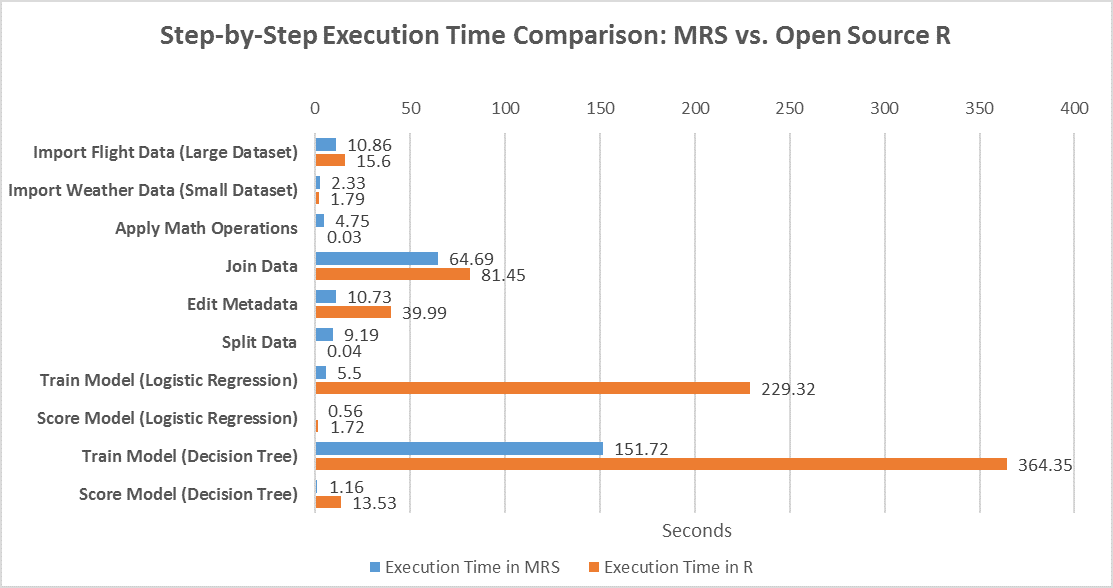 Step-by-Step Execution Time Comparison: MRS vs. Open Source R
0 50 100 150 200 250 300 350 400
Import Flight Data (Large Dataset) 10.86
15.6
Import Weather Data (Small Dataset) 2.33
1.79
Apply Math Operations 4.75
0.03
Join Data 64.69
81.45
Edit Metadata 10.73
39.99
Split Data 9.19
0.04
Train Model (Logistic Regression) 5.5
229.32
Score Model (Logistic Regression) 0.56
1.72
Train Model (Decision Tree) 151.72
364.35
Score Model (Decision Tree) 1.16
13.53
Seconds
Execution Time in MRS Execution Time in R